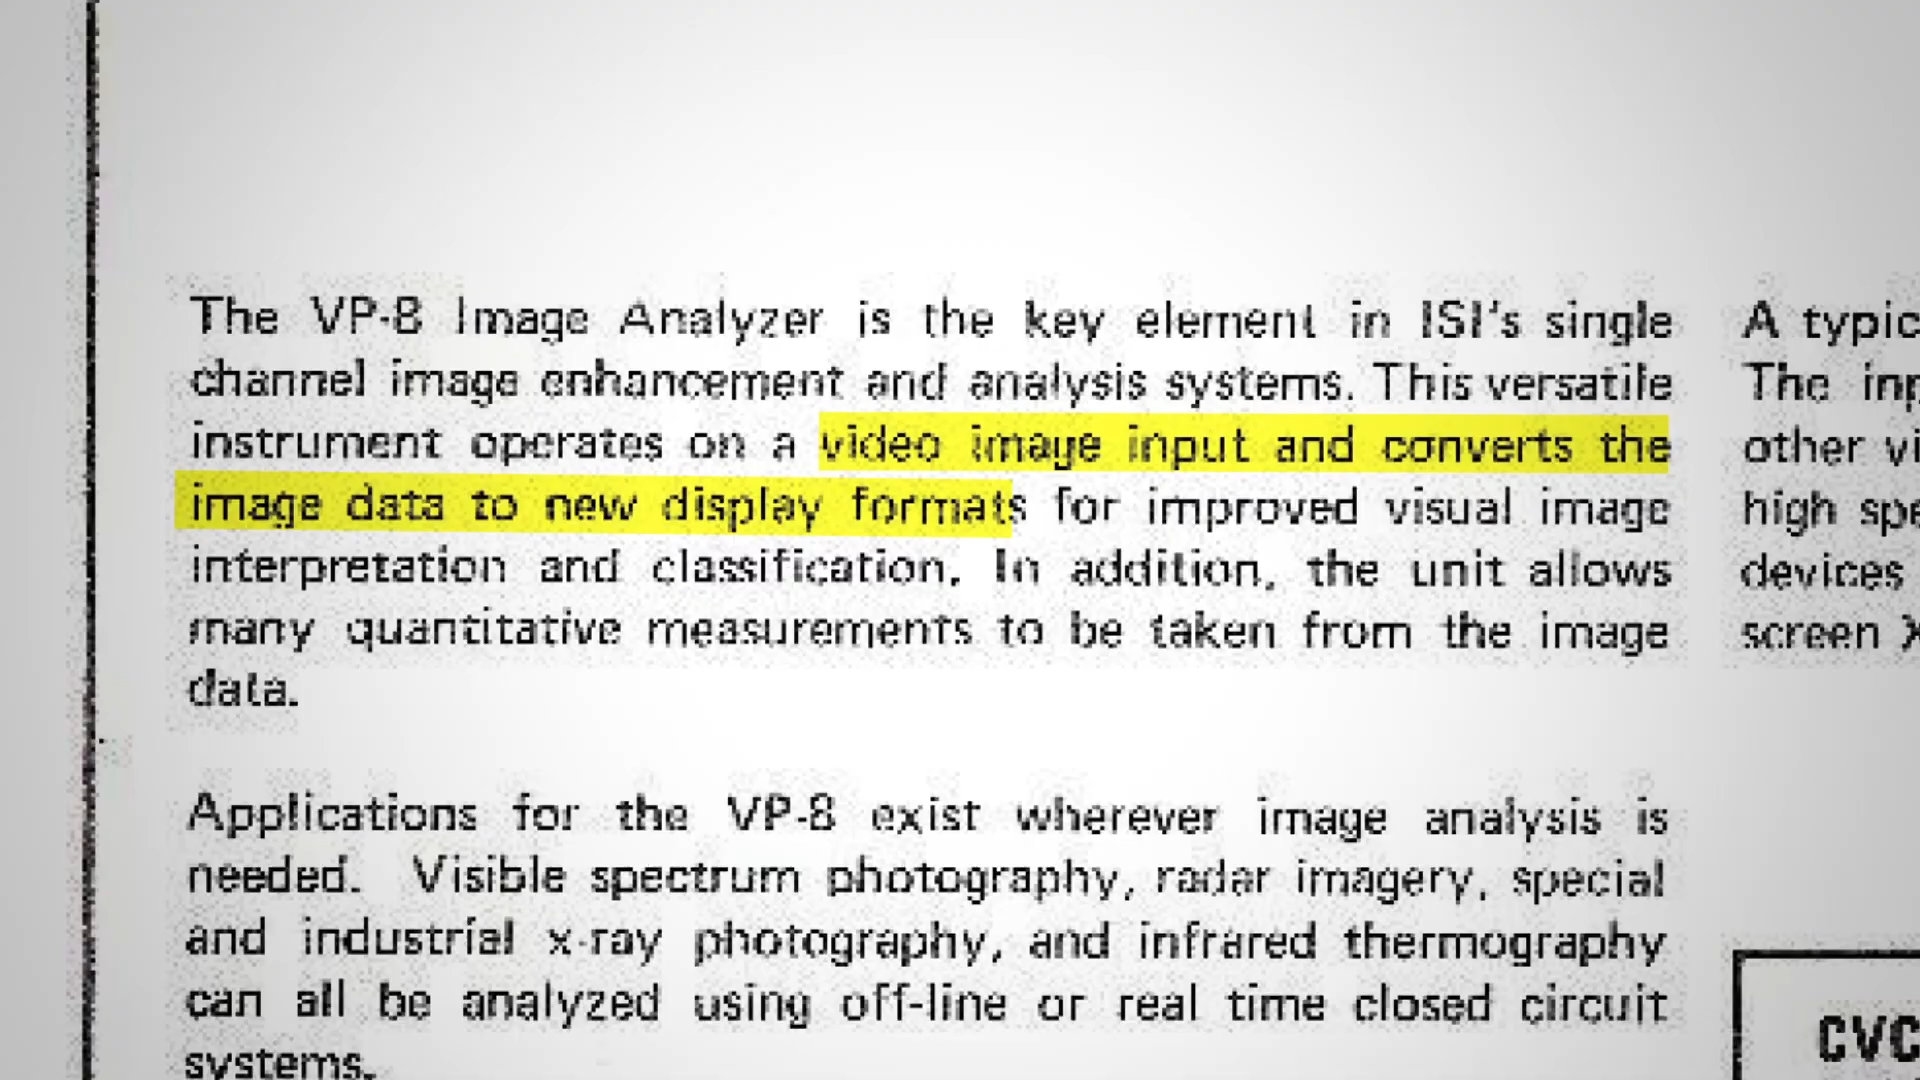 The VP-8 Image Analyzer is the key element in ISI's single
channel image enhancement and analysis systems. This versatile
instrument operates on a video image input and converts the
image data to new display formats for improved visual image
interpretation and classification. In addition, the unit allows
many quantitative measurements to be taken from the image
data.
Applications for the VP-8 exist wherever image analysis is
needed. Visible spectrum photography, radar imagery, special
and industrial x-ray photography, and infrared thermography
can all be analyzed using off-line or real time closed circuit
systems.
A typic
The inp
other vi
high spe
devices
screen X
CVC